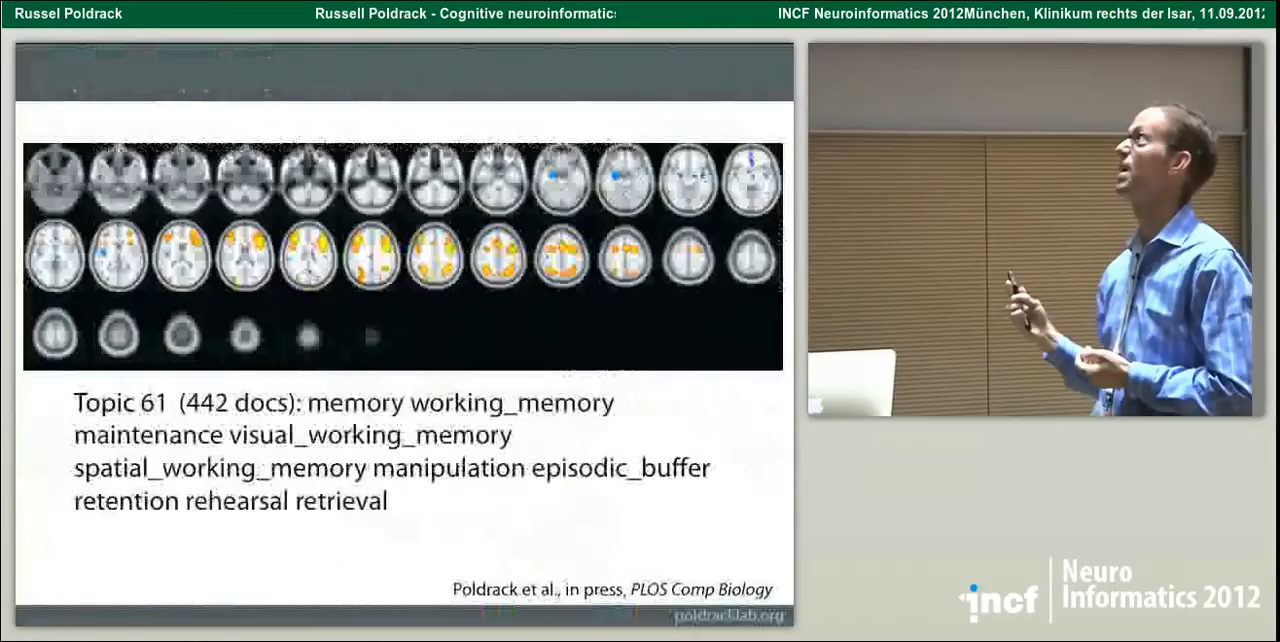 Russel Poldrack
Russell Poldrack - Cognitive neuroinformatic
INCF Neuroinformatics 2012München, Klinikum rechts der Isar, 11.09.2012
Topic 61 (442 docs): memory working_memory
maintenance visual_working_memory
spatial_working_memory manipulation episodic_buffer
retention rehearsal retrieval
Poldrack et al., in press, PLOS Comp Biology
poldracklab.org
incf
Neuro
Informatics 2012